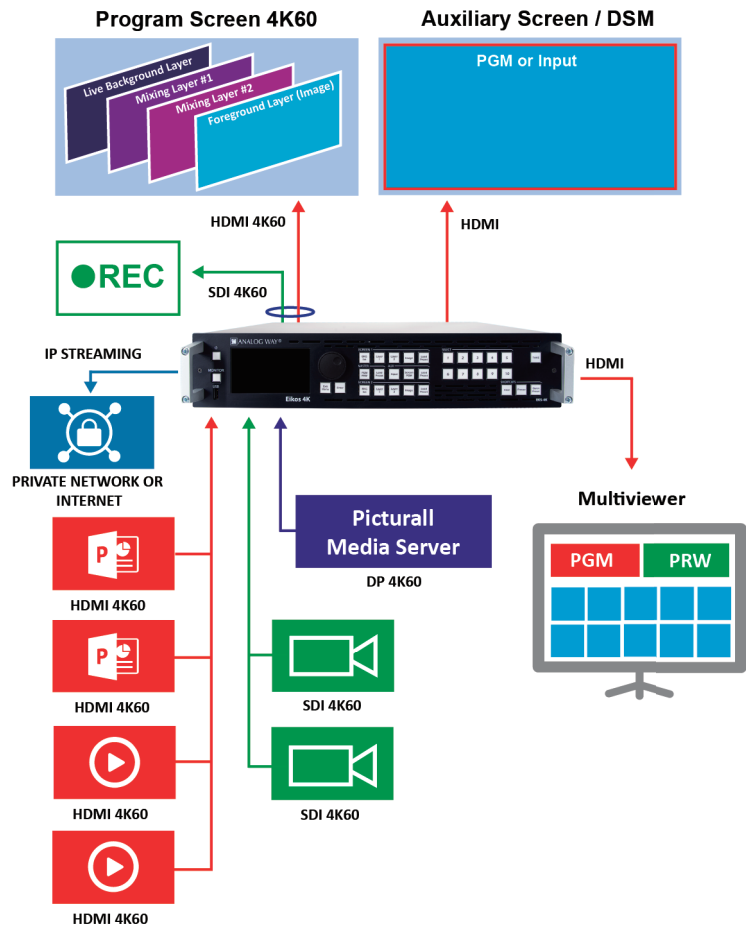 Program Screen 4K60
Auxiliary Screen / DSM
Live Background Layer
Mixing Layer #1
Mixing Layer #2
Foreground Layer (Image)
PGM or Input
HDMI 4K60
HDMI
REC
SDI 4K60
IP STREAMING
ANALOG WAY®
Eikos 4K
HDMI
PRIVATE NETWORK OR
INTERNET
Picturall
Media Server
DP 4K60
Multiviewer
PGM
PRW
P
HDMI 4K60
P
HDMI 4K60
SDI 4K60
HDMI 4K60
SDI 4K60
HDMI 4K60